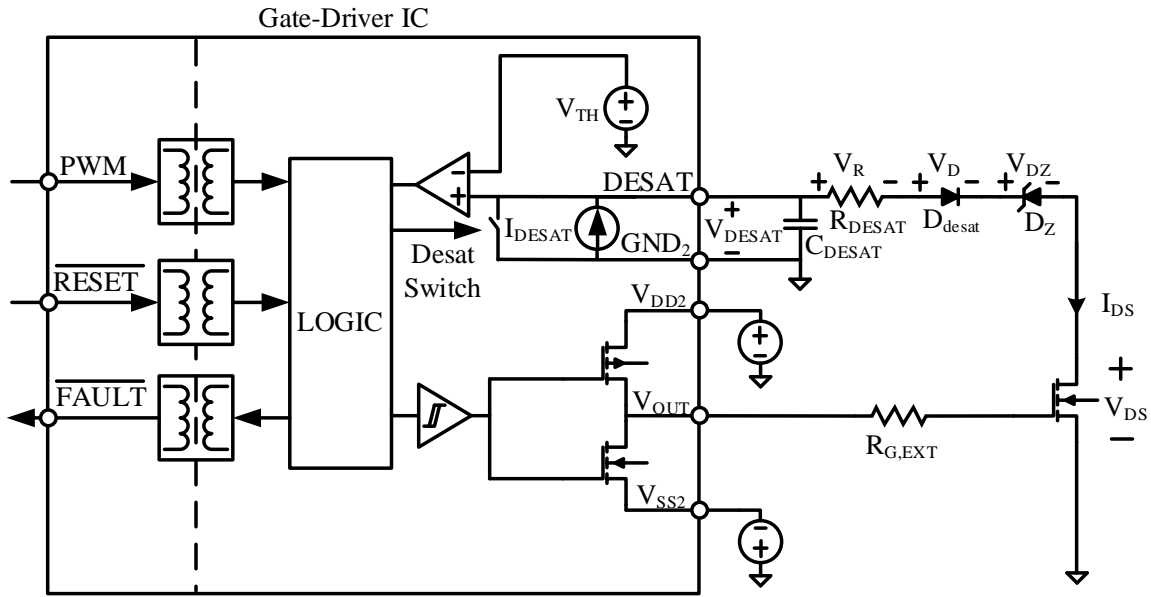 Gate-Driver IC
V_TH
+
−
PWM
−
+
DESAT
+ V_R −
+ V_D −
+ V_DZ −
R_DESAT
D_desat
D_Z
I_DESAT
GND₂
+
V_DESAT
−
C_DESAT
Desat
Switch
RESET
LOGIC
I_DS
V_DD2
+
−
FAULT
V_OUT
R_G,EXT
+
V_DS
−
V_SS2
−
+